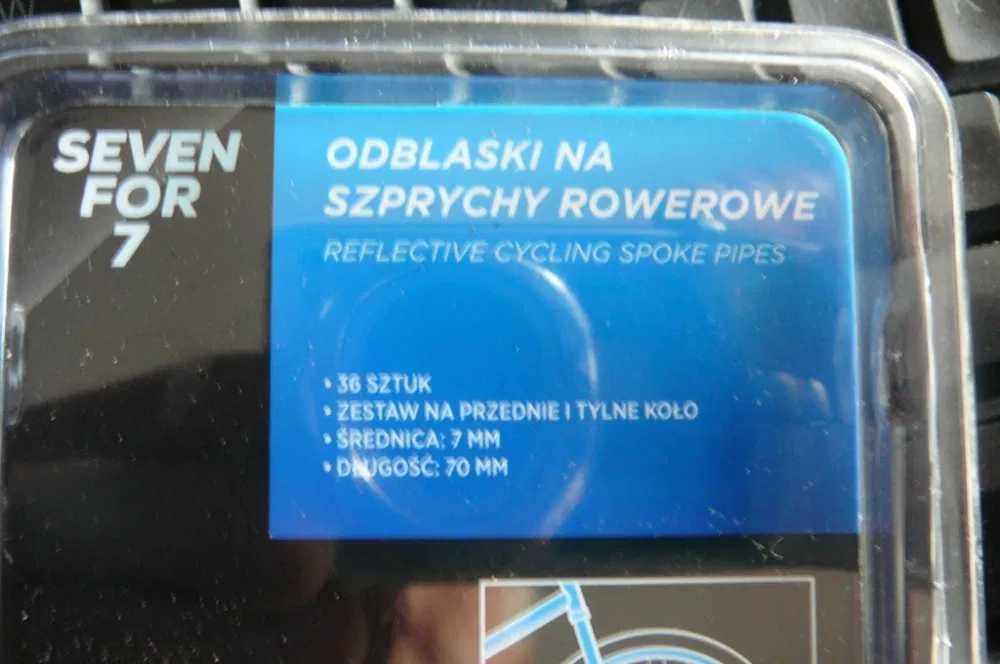 SEVEN
FOR
7
ODBLASKI NA
SZPRYCHY ROWEROWE
REFLECTIVE CYCLING SPOKE PIPES
• 36 SZTUK
• ZESTAW NA PRZEDNIE I TYLNE KOŁO
• ŚREDNICA: 7 MM
• DŁUGOŚĆ: 70 MM